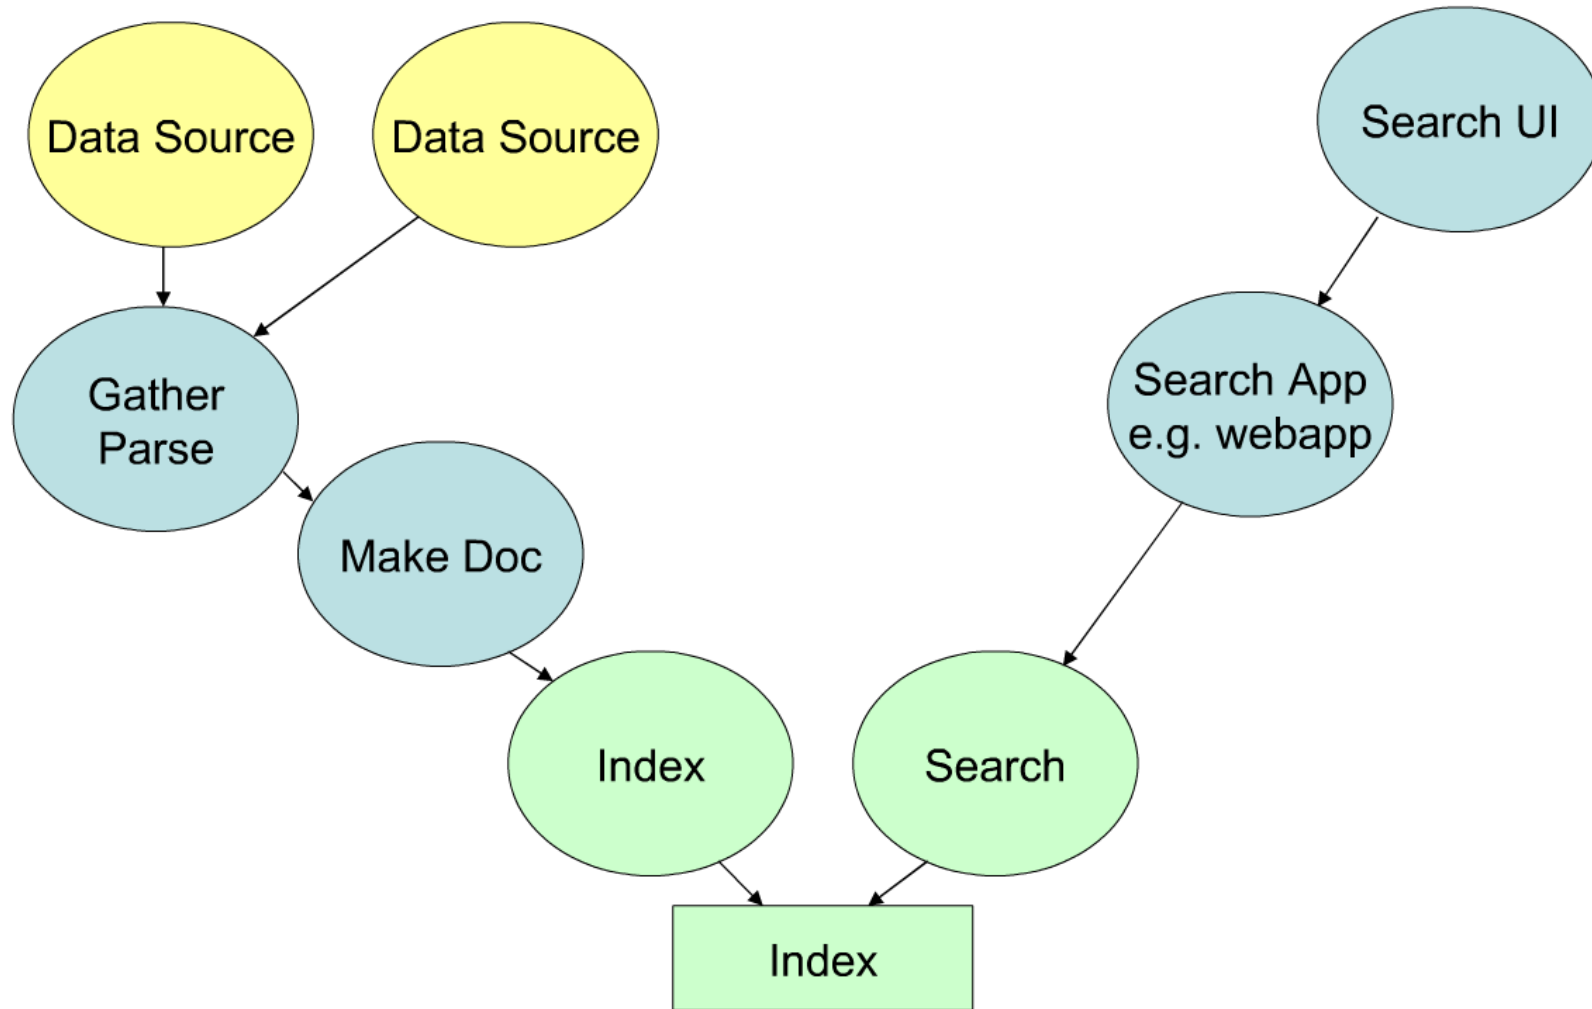 Data Source
Data Source
Search UI
Gather
Parse
Search App
e.g. webapp
Make Doc
Index
Search
Index